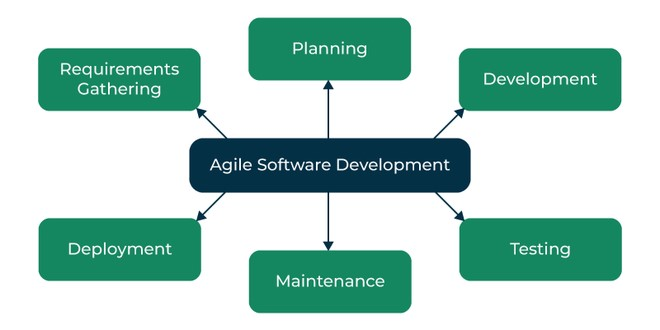 Planning
Requirements
Gathering
Development
Agile Software Development
Deployment
Testing
Maintenance